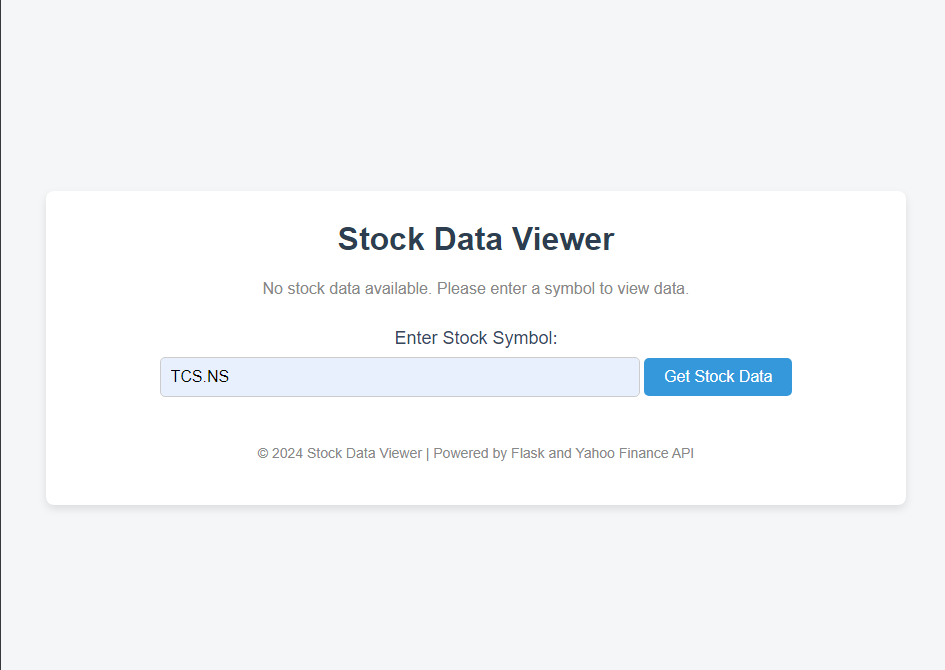 Stock Data Viewer
No stock data available. Please enter a symbol to view data.
Enter Stock Symbol:
TCS.NS
Get Stock Data
© 2024 Stock Data Viewer | Powered by Flask and Yahoo Finance API